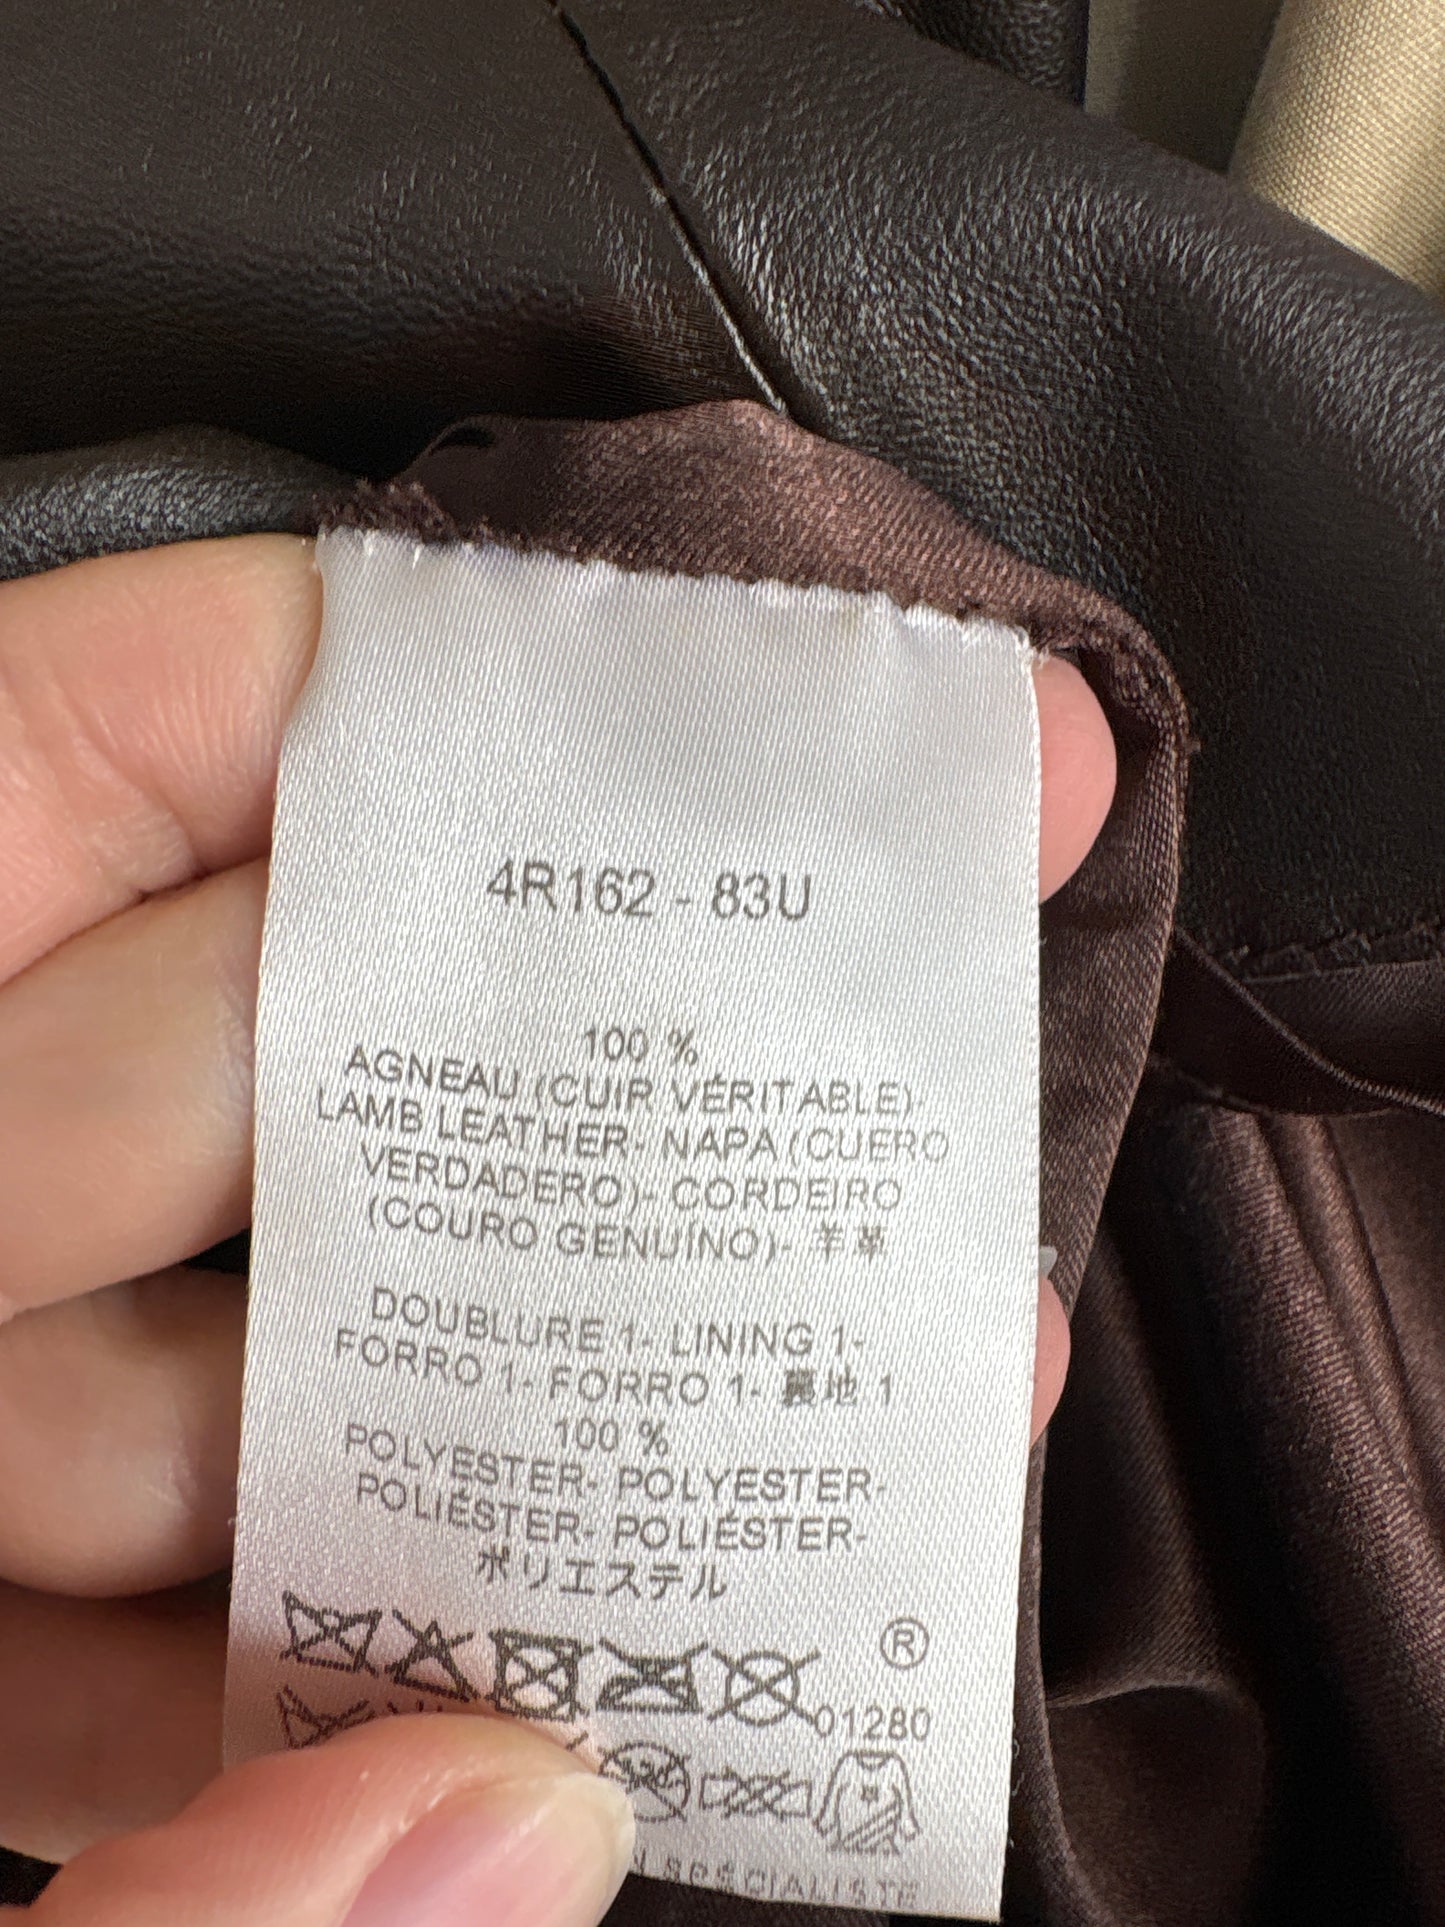 4R162 - 83U
100 %
AGNEAU (CUIR VÉRITABLE)-
LAMB LEATHER- NAPA (CUERO
VERDADERO)- CORDEIRO
(COURO GENUÍNO)- 羊革
DOUBLURE 1- LINING 1-
FORRO 1- FORRO 1- 裏地 1
100 %
POLYESTER- POLYESTER-
POLIÉSTER- POLIÉSTER-
ポリエステル
®
01280
SPÉCIALISTE